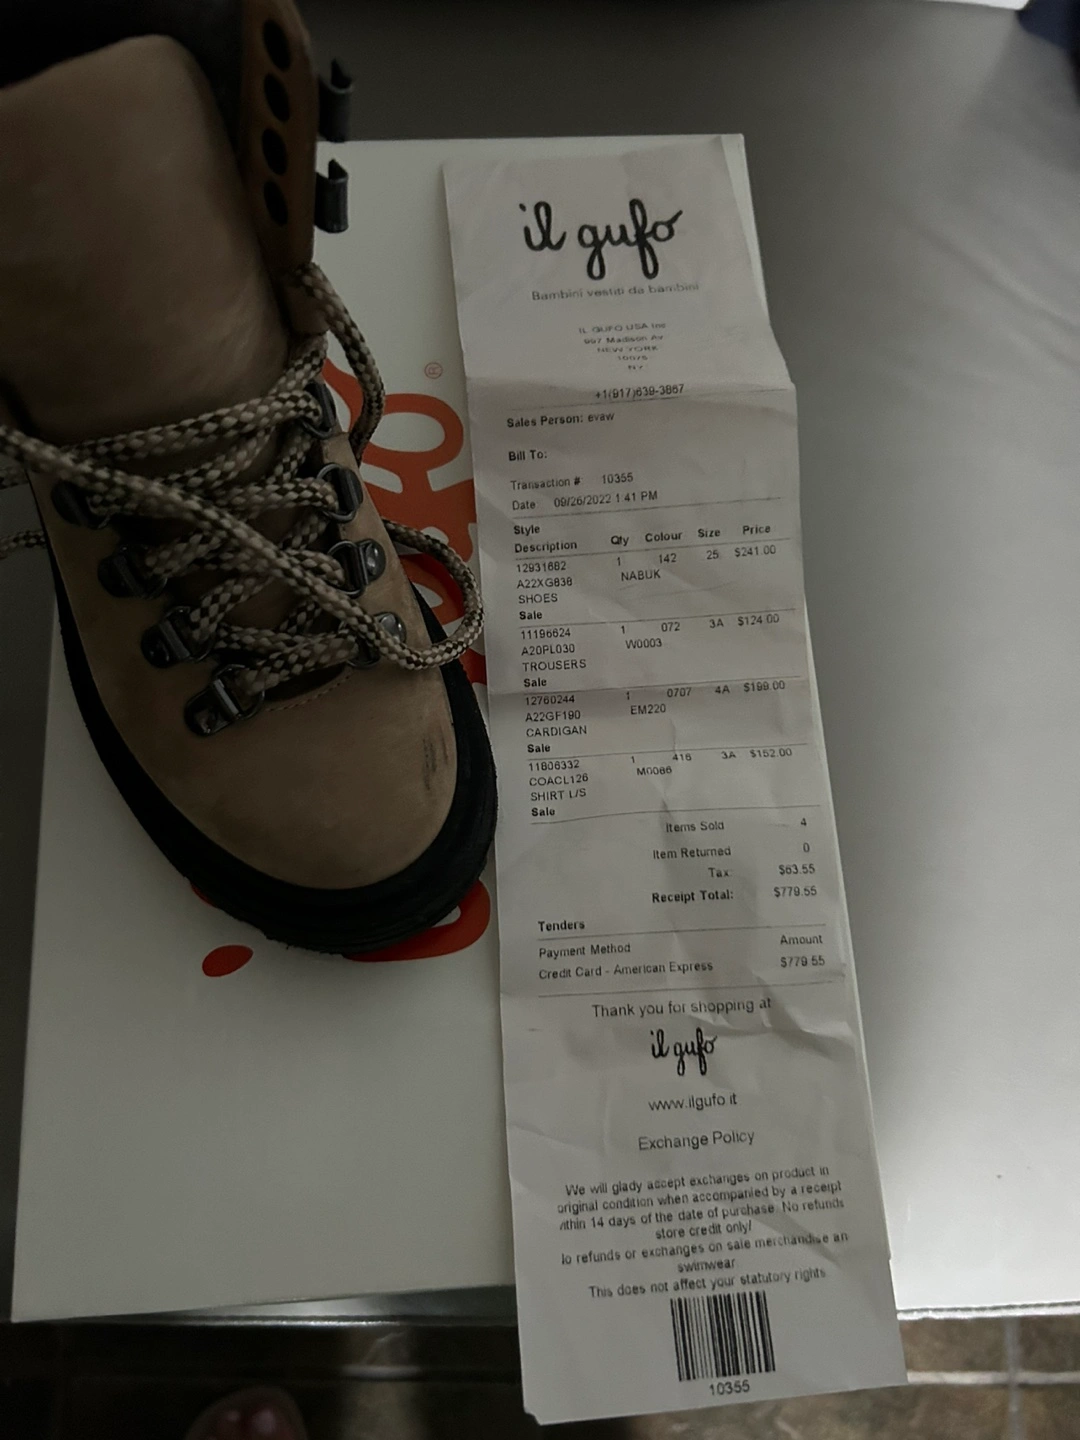 il gufo
Bambini vestiti da bambini
IL GUFO USA Inc
997 Madison Av
NEW YORK
10075
NY
+1(917)639-3867
Sales Person: evaw
Bill To:
Transaction # 10355
Date 09/26/2022 1:41 PM
Style
Description Qty Colour Size Price
12931682 1 142 25 $241.00
A22XG838 NABUK
SHOES
Sale
11196624 1 072 3A $124.00
A20PL030 W0003
TROUSERS
Sale
12760244 1 0707 4A $199.00
A22GF190 EM220
CARDIGAN
Sale
11806332 1 416 3A $152.00
COACL126 M0086
SHIRT L/S
Sale
Items Sold 4
Item Returned 0
Tax $63.55
Receipt Total: $779.55
Tenders
Payment Method Amount
Credit Card - American Express $779.55
Thank you for shopping at
il gufo
www.ilgufo.it
Exchange Policy
We will glady accept exchanges on product in
original condition when accompanied by a receipt
ithin 14 days of the date of purchase. No refunds
store credit only!
lo refunds or exchanges on sale merchandise an
swimwear.
This does not affect your statutory rights
10355
®